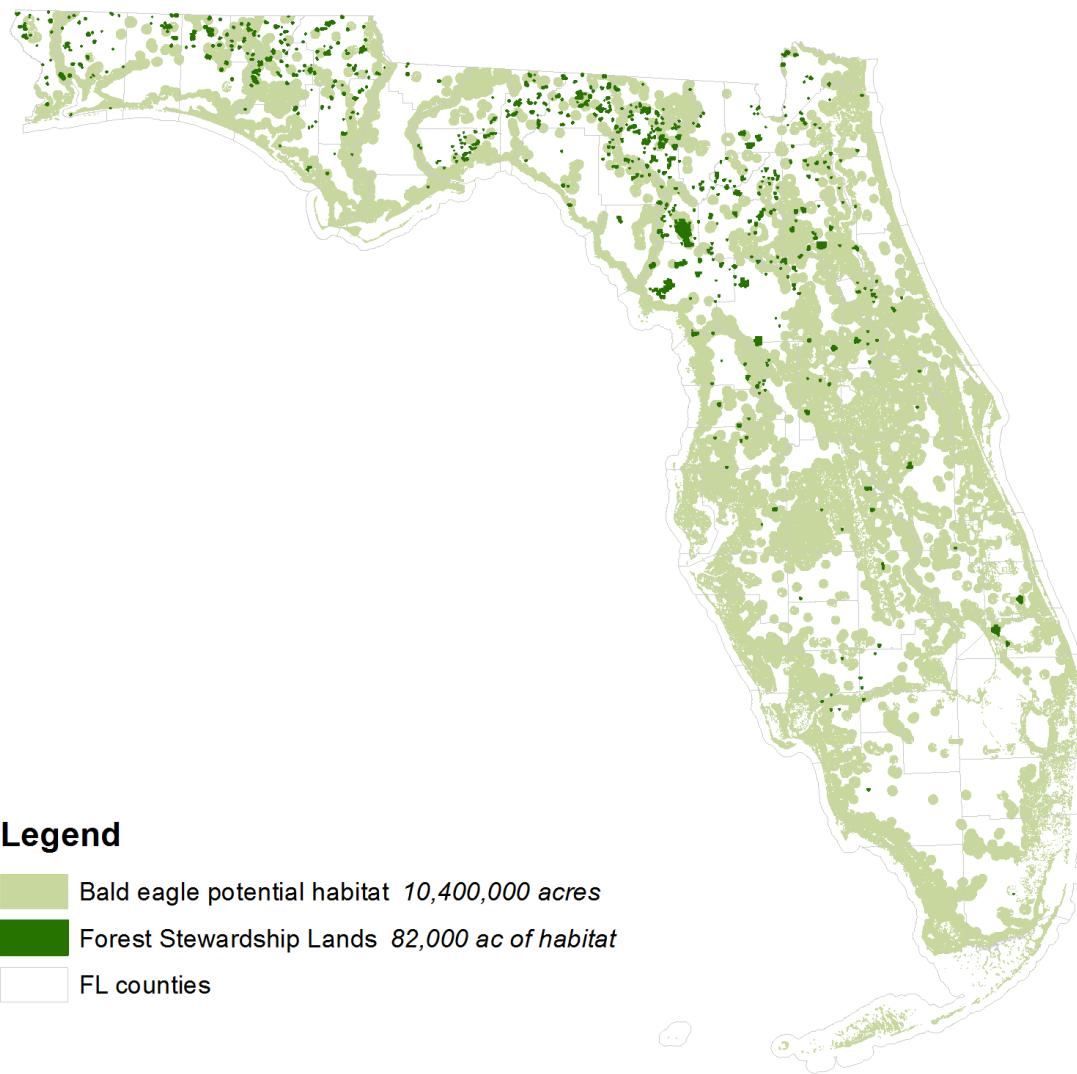 Legend
Bald eagle potential habitat 10,400,000 acres
Forest Stewardship Lands 82,000 ac of habitat
FL counties